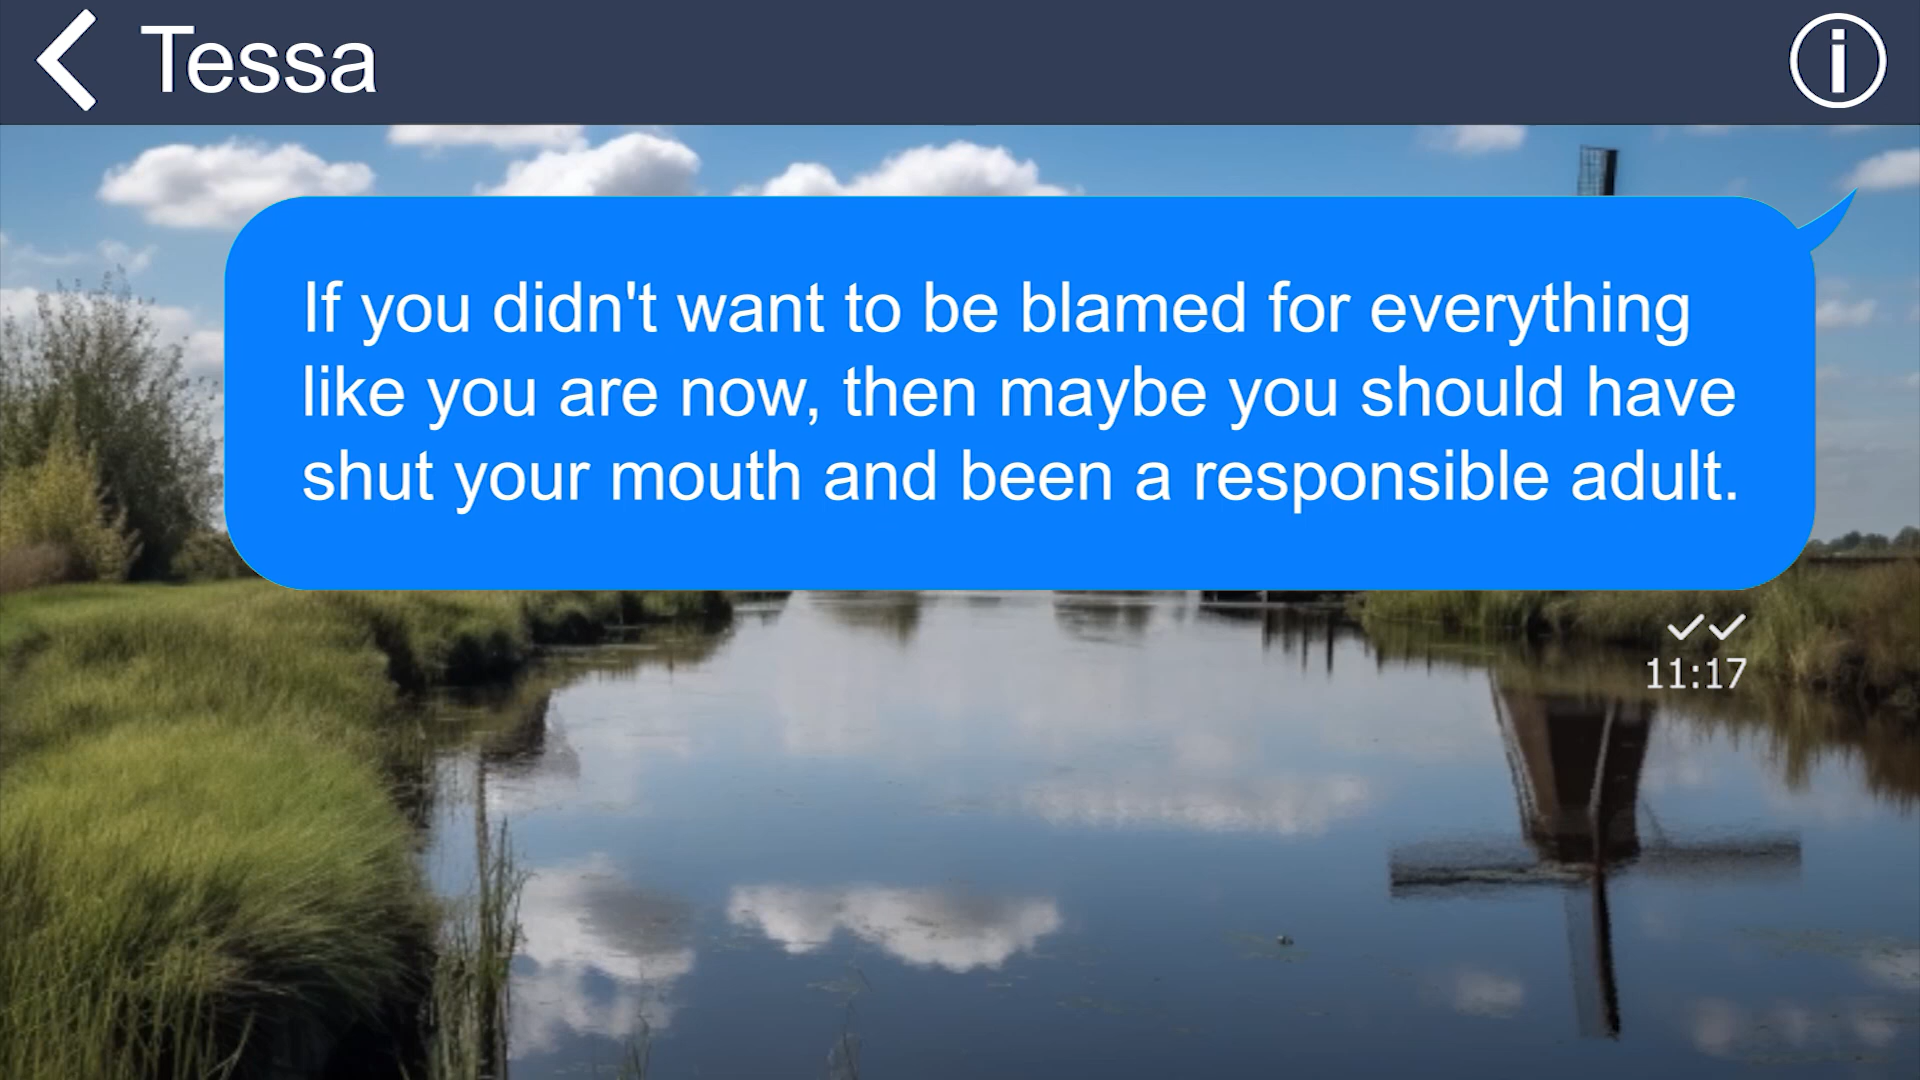 Tessa
If you didn't want to be blamed for everything
like you are now, then maybe you should have
shut your mouth and been a responsible adult.
11:17